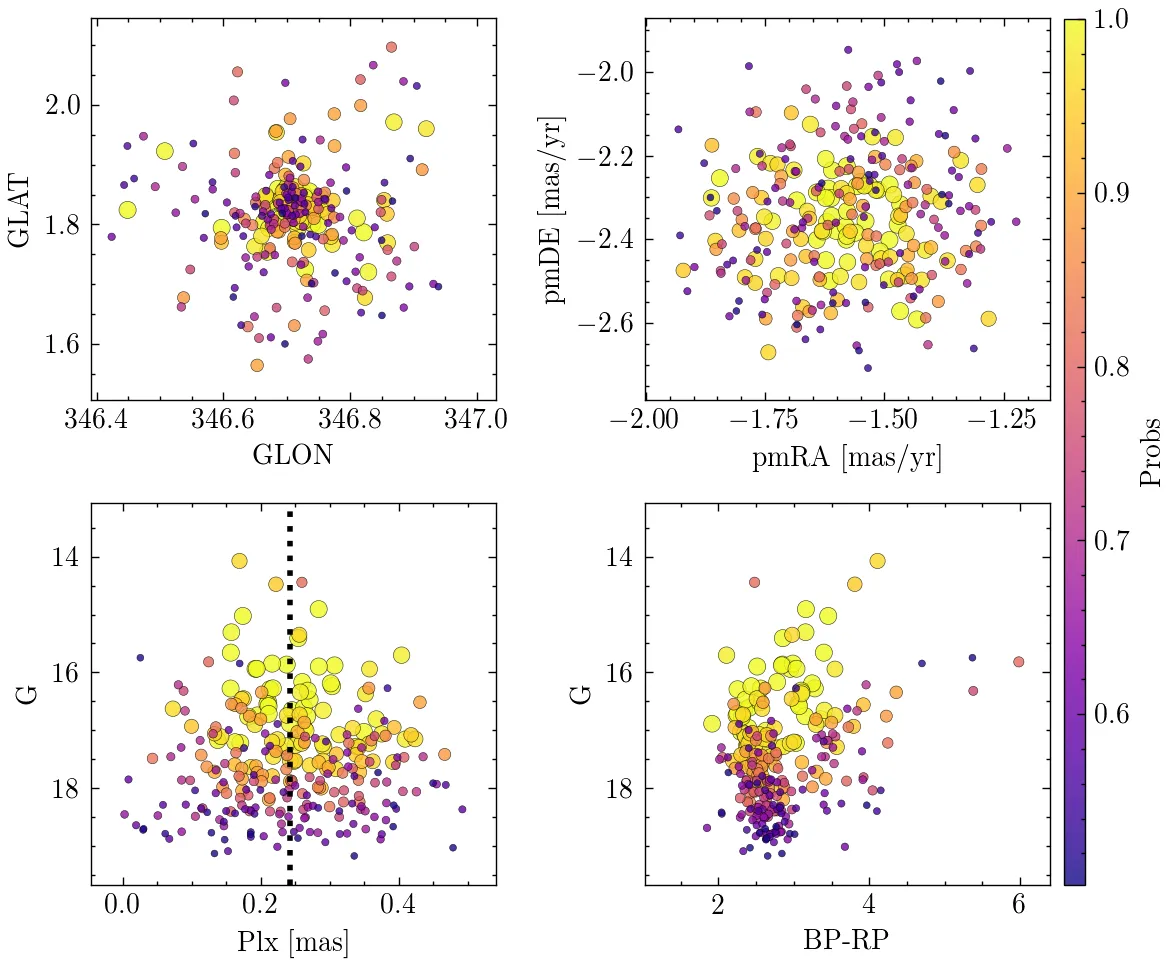 2.0
1.8
1.6
GLAT
346.4 346.6 346.8 347.0
GLON
−2.0
−2.2
−2.4
−2.6
pmDE [mas/yr]
−2.00 −1.75 −1.50 −1.25
pmRA [mas/yr]
1.0
0.9
0.8
0.7
0.6
Probs
14
16
18
G
0.0 0.2 0.4
Plx [mas]
14
16
18
G
2 4 6
BP-RP